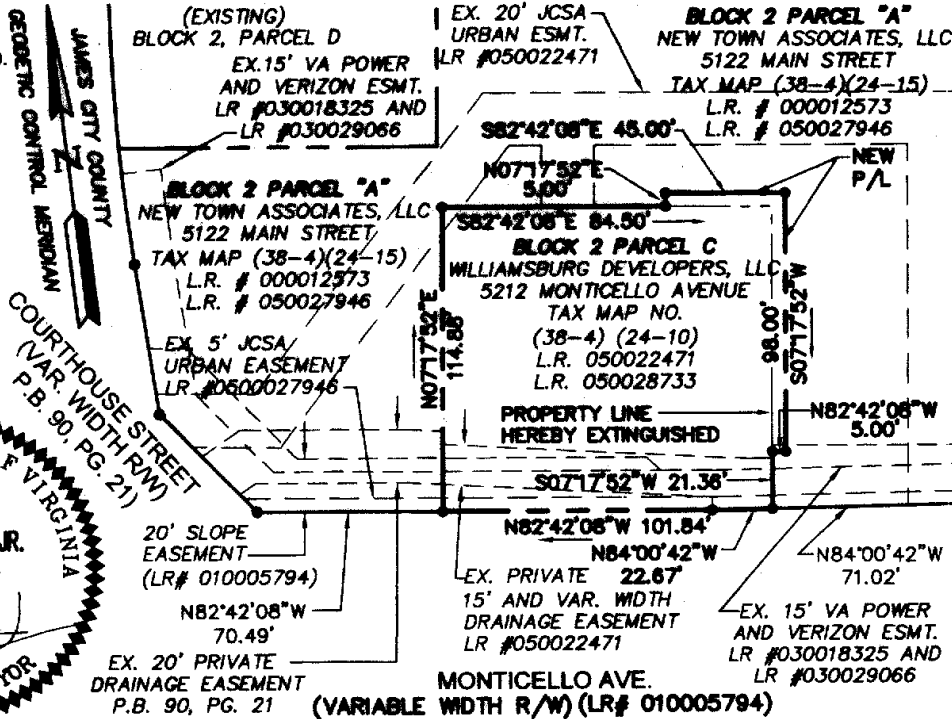 (EXISTING)
BLOCK 2, PARCEL D
EX.15' VA POWER
AND VERIZON ESMT.
LR #030018325 AND
LR #030029066
EX. 20' JCSA
URBAN ESMT.
LR #050022471
BLOCK 2 PARCEL "A"
NEW TOWN ASSOCIATES, LLC
5122 MAIN STREET
TAX MAP (38-4)(24-15)
L.R. # 000012573
L.R. # 050027946
JAMES CITY COUNTY
GEODETIC CONTROL MERIDIAN
N
S82°42'08"E 45.00'
N07°17'52"E
5.00'
NEW
P/L
BLOCK 2 PARCEL "A"
NEW TOWN ASSOCIATES, LLC
5122 MAIN STREET
TAX MAP (38-4)(24-15)
L.R. # 000012573
L.R. # 050027946
S82°42'08"E 84.50'
BLOCK 2 PARCEL C
WILLIAMSBURG DEVELOPERS, LLC
5212 MONTICELLO AVENUE
TAX MAP NO.
(38-4) (24-10)
L.R. 050022471
L.R. 050028733
N07°17'52"E
114.86'
98.00'
S07°17'52"W
EX. 5' JCSA
URBAN EASEMENT
LR #0500027946
COURTHOUSE STREET
(VAR. WIDTH R/W)
P.B. 90, PG. 21)
PROPERTY LINE
HEREBY EXTINGUISHED
N82°42'08"W
5.00'
S07°17'52"W 21.36'
F VIRGINIA
JR.
TOR
20' SLOPE
EASEMENT
(LR# 010005794)
N82°42'08"W 101.84'
N84°00'42"W
22.67'
N84°00'42"W
71.02'
N82°42'08"W
70.49'
EX. PRIVATE
15' AND VAR. WIDTH
DRAINAGE EASEMENT
LR #050022471
EX. 15' VA POWER
AND VERIZON ESMT.
LR #030018325 AND
LR #030029066
EX. 20' PRIVATE
DRAINAGE EASEMENT
P.B. 90, PG. 21
MONTICELLO AVE.
(VARIABLE WIDTH R/W) (LR# 010005794)